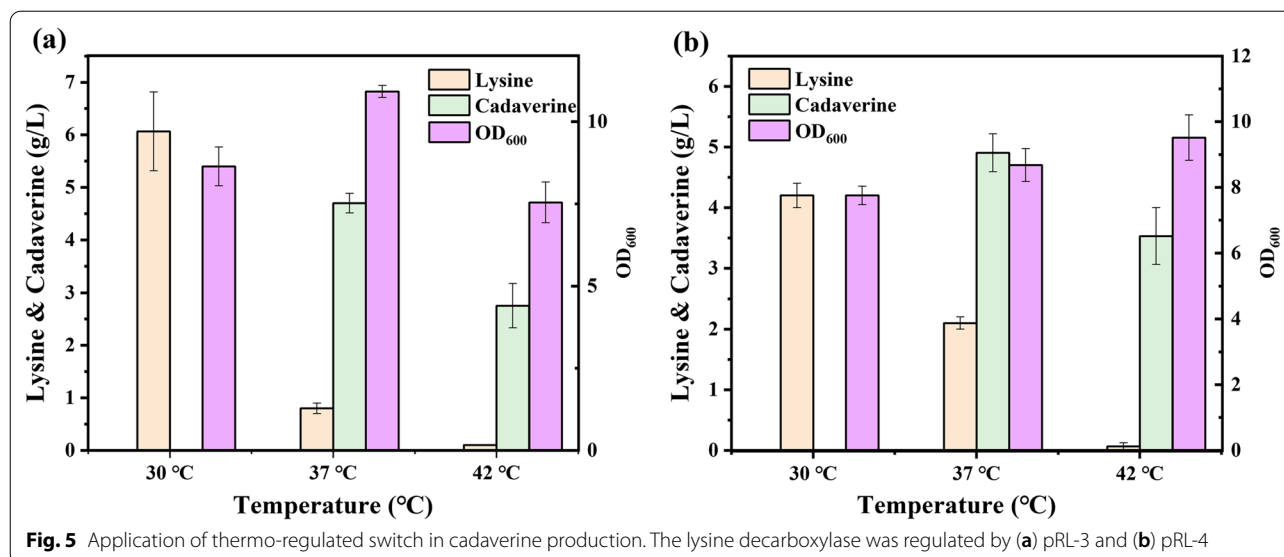 (a)
Lysine & Cadaverine (g/L)
7
6
5
4
3
2
1
0
Lysine
Cadaverine
OD600
10
5
0
OD600
30 ℃
37 ℃
42 ℃
Temperature (℃)
(b)
Lysine & Cadaverine (g/L)
6
5
4
3
2
1
0
Lysine
Cadaverine
OD600
12
10
8
6
4
2
0
OD600
30 ℃
37 ℃
42 ℃
Temperature (℃)
Fig. 5 Application of thermo-regulated switch in cadaverine production. The lysine decarboxylase was regulated by (a) pRL-3 and (b) pRL-4